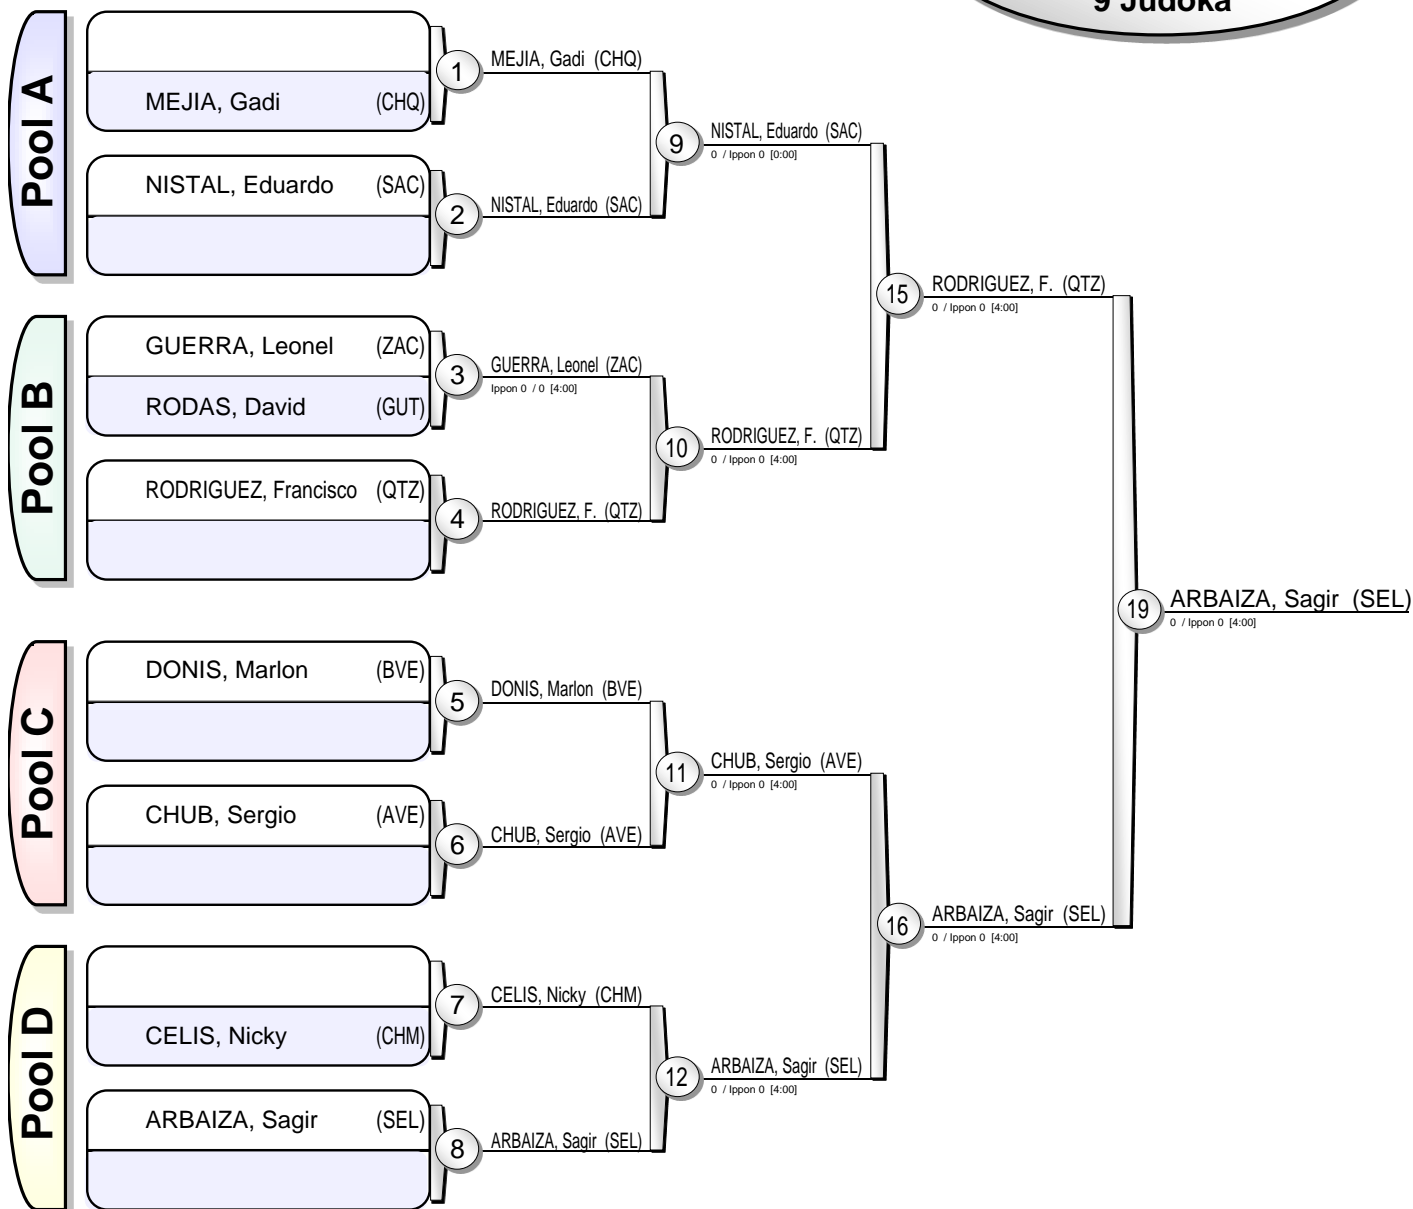 9 Judoka
Pool A
MEJIA, Gadi (CHQ)
NISTAL, Eduardo (SAC)
1
MEJIA, Gadi (CHQ)
2
NISTAL, Eduardo (SAC)
9
NISTAL, Eduardo (SAC)
0 / Ippon 0 [0:00]
Pool B
GUERRA, Leonel (ZAC)
RODAS, David (GUT)
RODRIGUEZ, Francisco (QTZ)
3
GUERRA, Leonel (ZAC)
Ippon 0 / 0 [4:00]
4
RODRIGUEZ, F. (QTZ)
10
RODRIGUEZ, F. (QTZ)
0 / Ippon 0 [4:00]
15
RODRIGUEZ, F. (QTZ)
0 / Ippon 0 [4:00]
Pool C
DONIS, Marlon (BVE)
CHUB, Sergio (AVE)
5
DONIS, Marlon (BVE)
6
CHUB, Sergio (AVE)
11
CHUB, Sergio (AVE)
0 / Ippon 0 [4:00]
Pool D
CELIS, Nicky (CHM)
ARBAIZA, Sagir (SEL)
7
CELIS, Nicky (CHM)
8
ARBAIZA, Sagir (SEL)
12
ARBAIZA, Sagir (SEL)
0 / Ippon 0 [4:00]
16
ARBAIZA, Sagir (SEL)
0 / Ippon 0 [4:00]
19
ARBAIZA, Sagir (SEL)
0 / Ippon 0 [4:00]